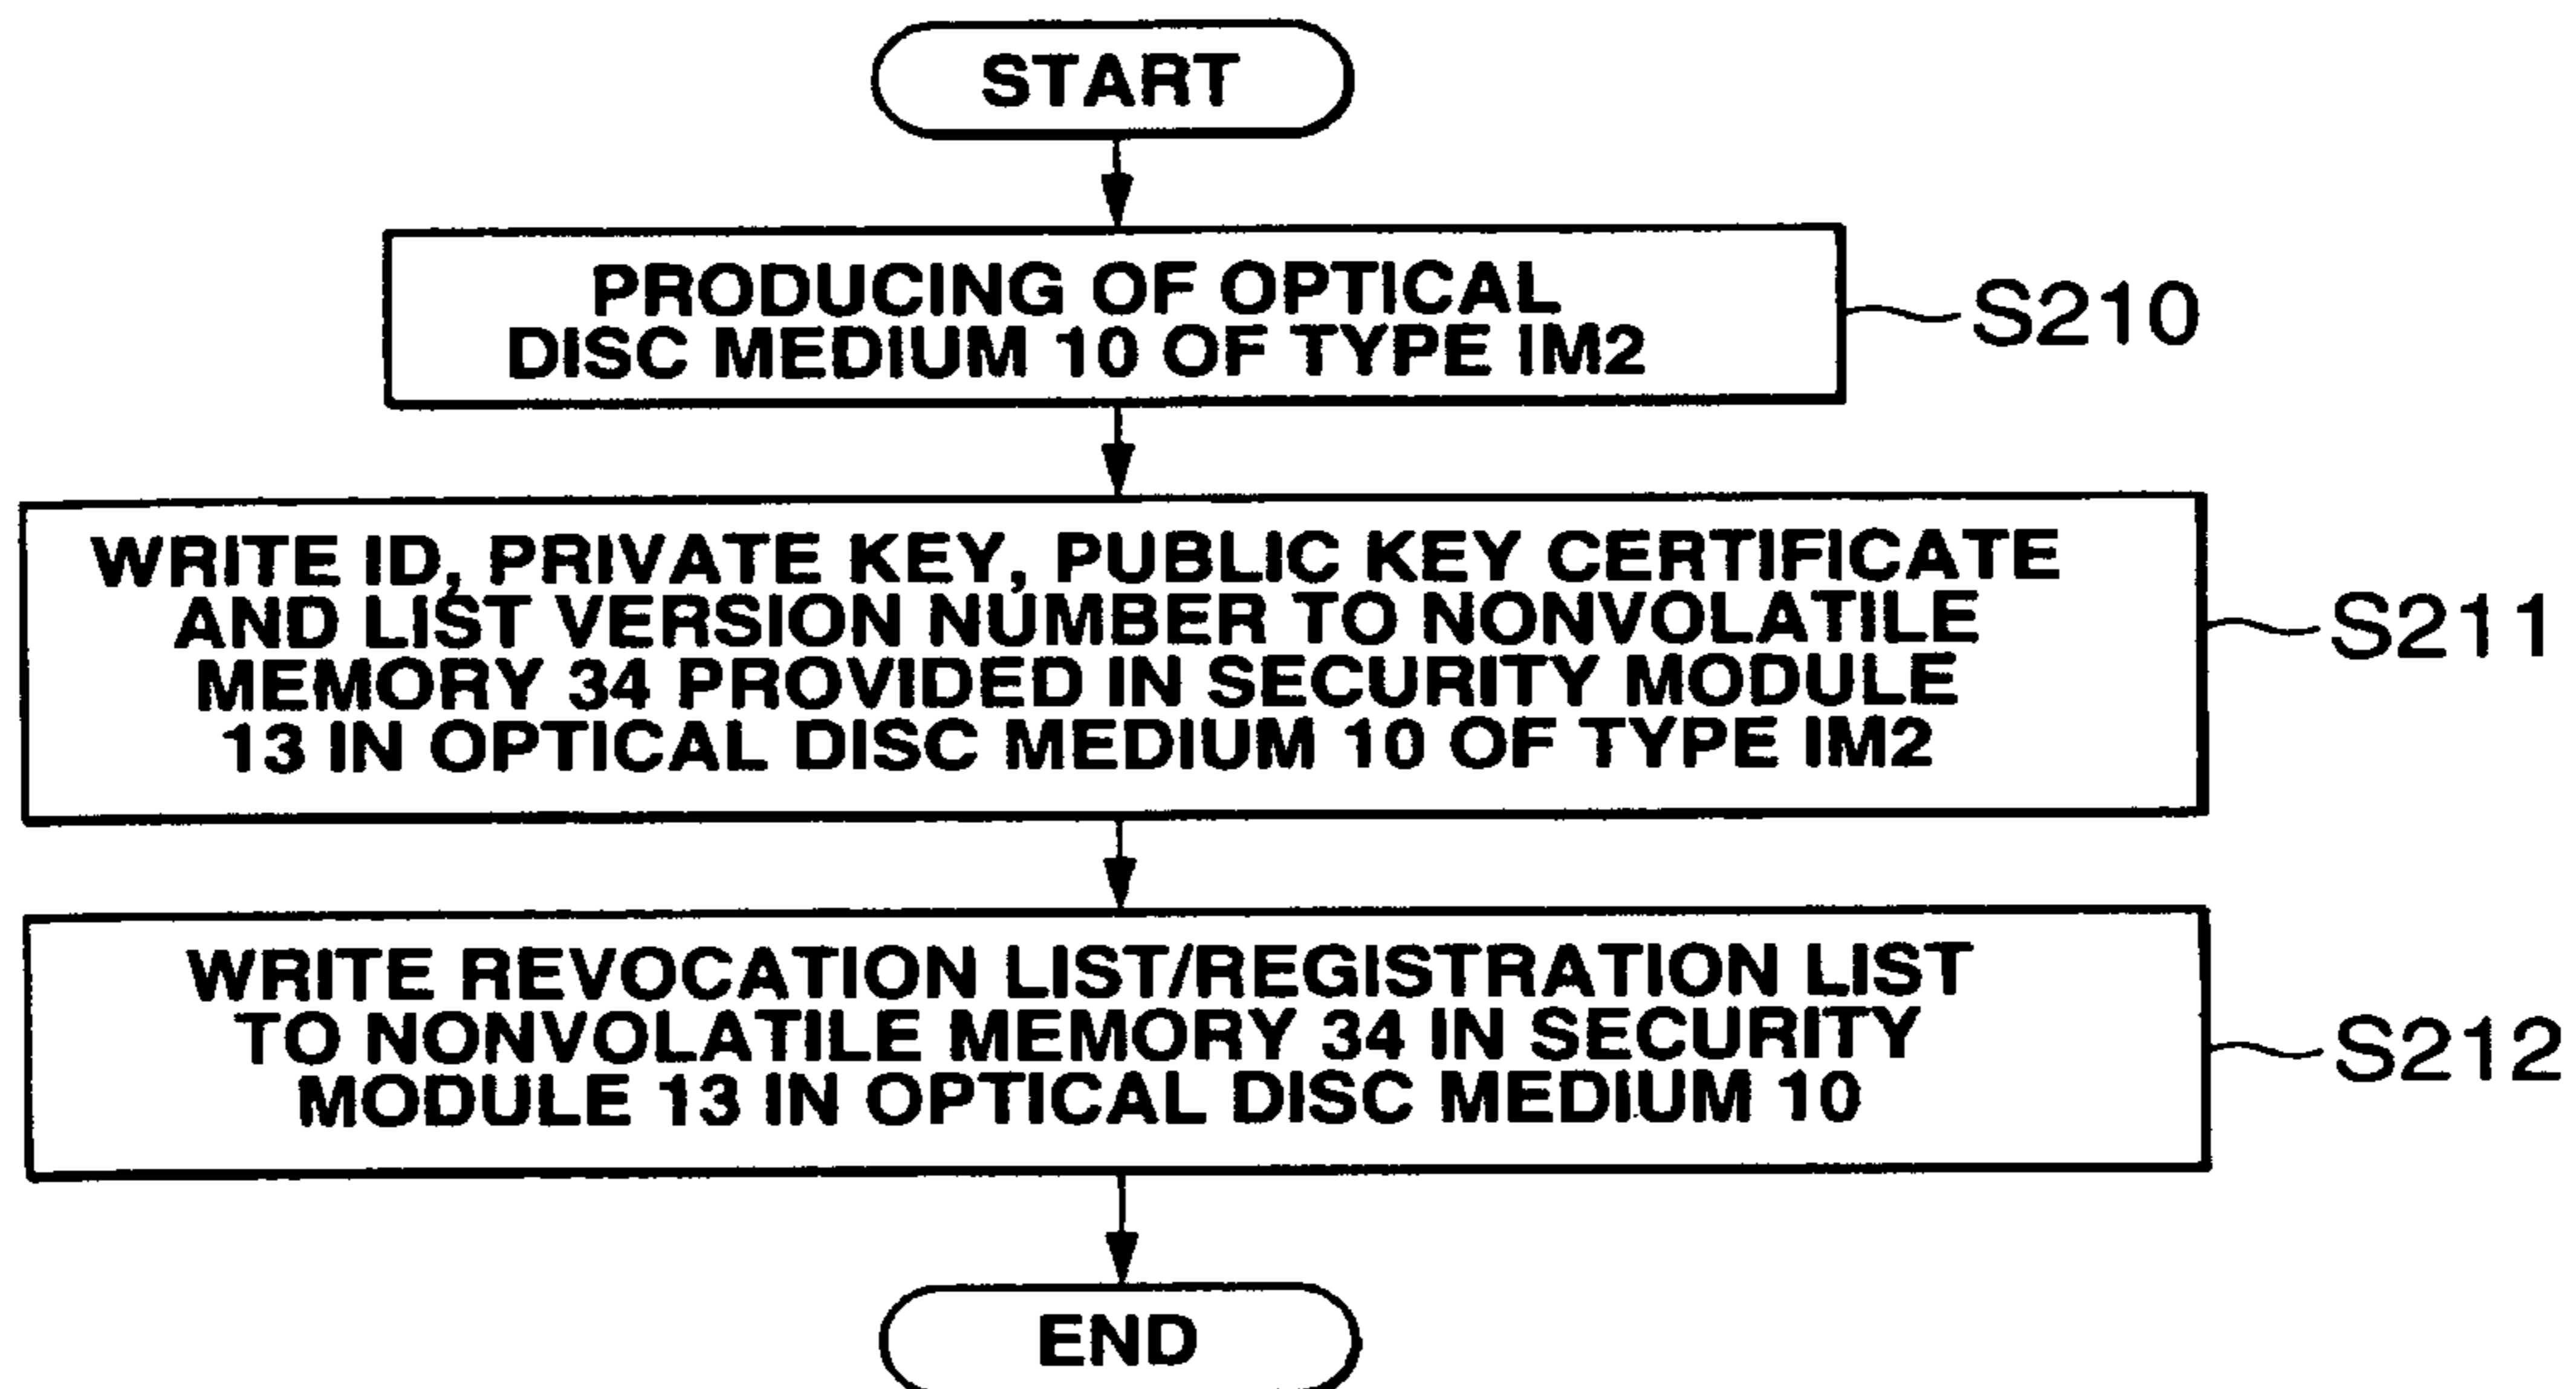 START
PRODUCING OF OPTICAL
DISC MEDIUM 10 OF TYPE IM2
S210
WRITE ID, PRIVATE KEY, PUBLIC KEY CERTIFICATE
AND LIST VERSION NUMBER TO NONVOLATILE
MEMORY 34 PROVIDED IN SECURITY MODULE
13 IN OPTICAL DISC MEDIUM 10 OF TYPE IM2
S211
WRITE REVOCATION LIST/REGISTRATION LIST
TO NONVOLATILE MEMORY 34 IN SECURITY
MODULE 13 IN OPTICAL DISC MEDIUM 10
S212
END